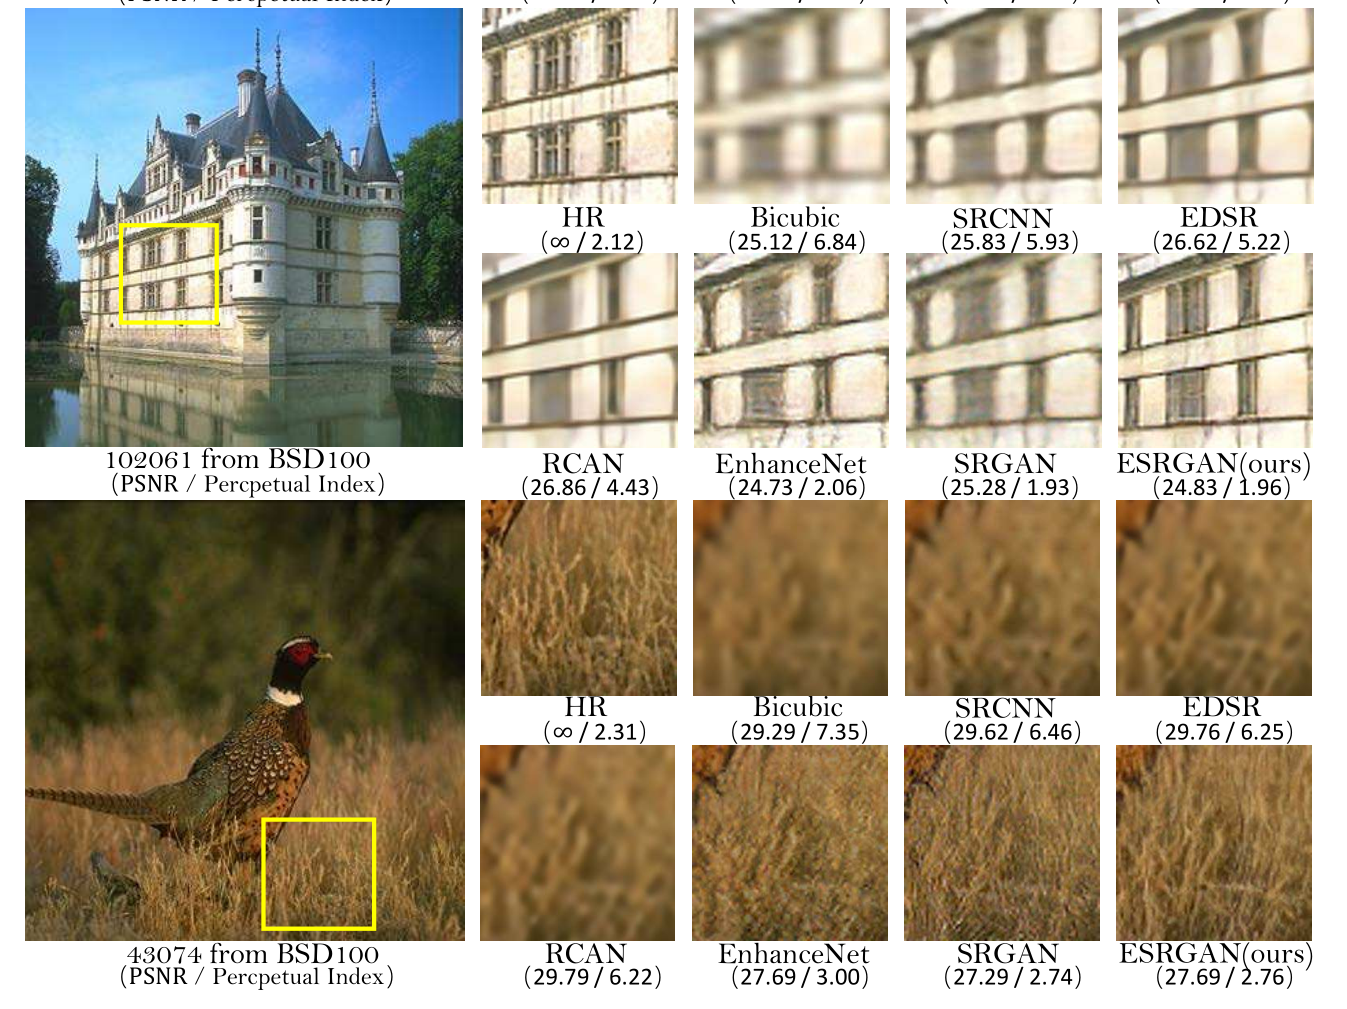 HR Bicubic SRCNN EDSR
(∞ / 2.12) (25.12 / 6.84) (25.83 / 5.93) (26.62 / 5.22)
RCAN EnhanceNet SRGAN ESRGAN(ours)
(26.86 / 4.43) (24.73 / 2.06) (25.28 / 1.93) (24.83 / 1.96)
102061 from BSD100
(PSNR / Percpetual Index)
HR Bicubic SRCNN EDSR
(∞ / 2.31) (29.29 / 7.35) (29.62 / 6.46) (29.76 / 6.25)
RCAN EnhanceNet SRGAN ESRGAN(ours)
(29.79 / 6.22) (27.69 / 3.00) (27.29 / 2.74) (27.69 / 2.76)
43074 from BSD100
(PSNR / Percpetual Index)